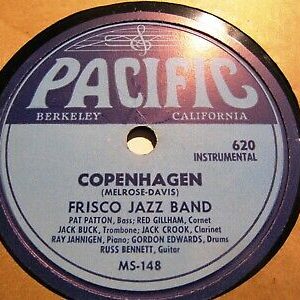 PACIFIC
BERKELEY CALIFORNIA
620
INSTRUMENTAL
COPENHAGEN
(MELROSE-DAVIS)
FRISCO JAZZ BAND
PAT PATTON, Bass; RED GILLHAM, Cornet
JACK BUCK, Trombone; JACK CROOK, Clarinet
RAY JAHNIGEN, Piano; GORDON EDWARDS, Drums
RUSS BENNETT, Guitar
MS-148